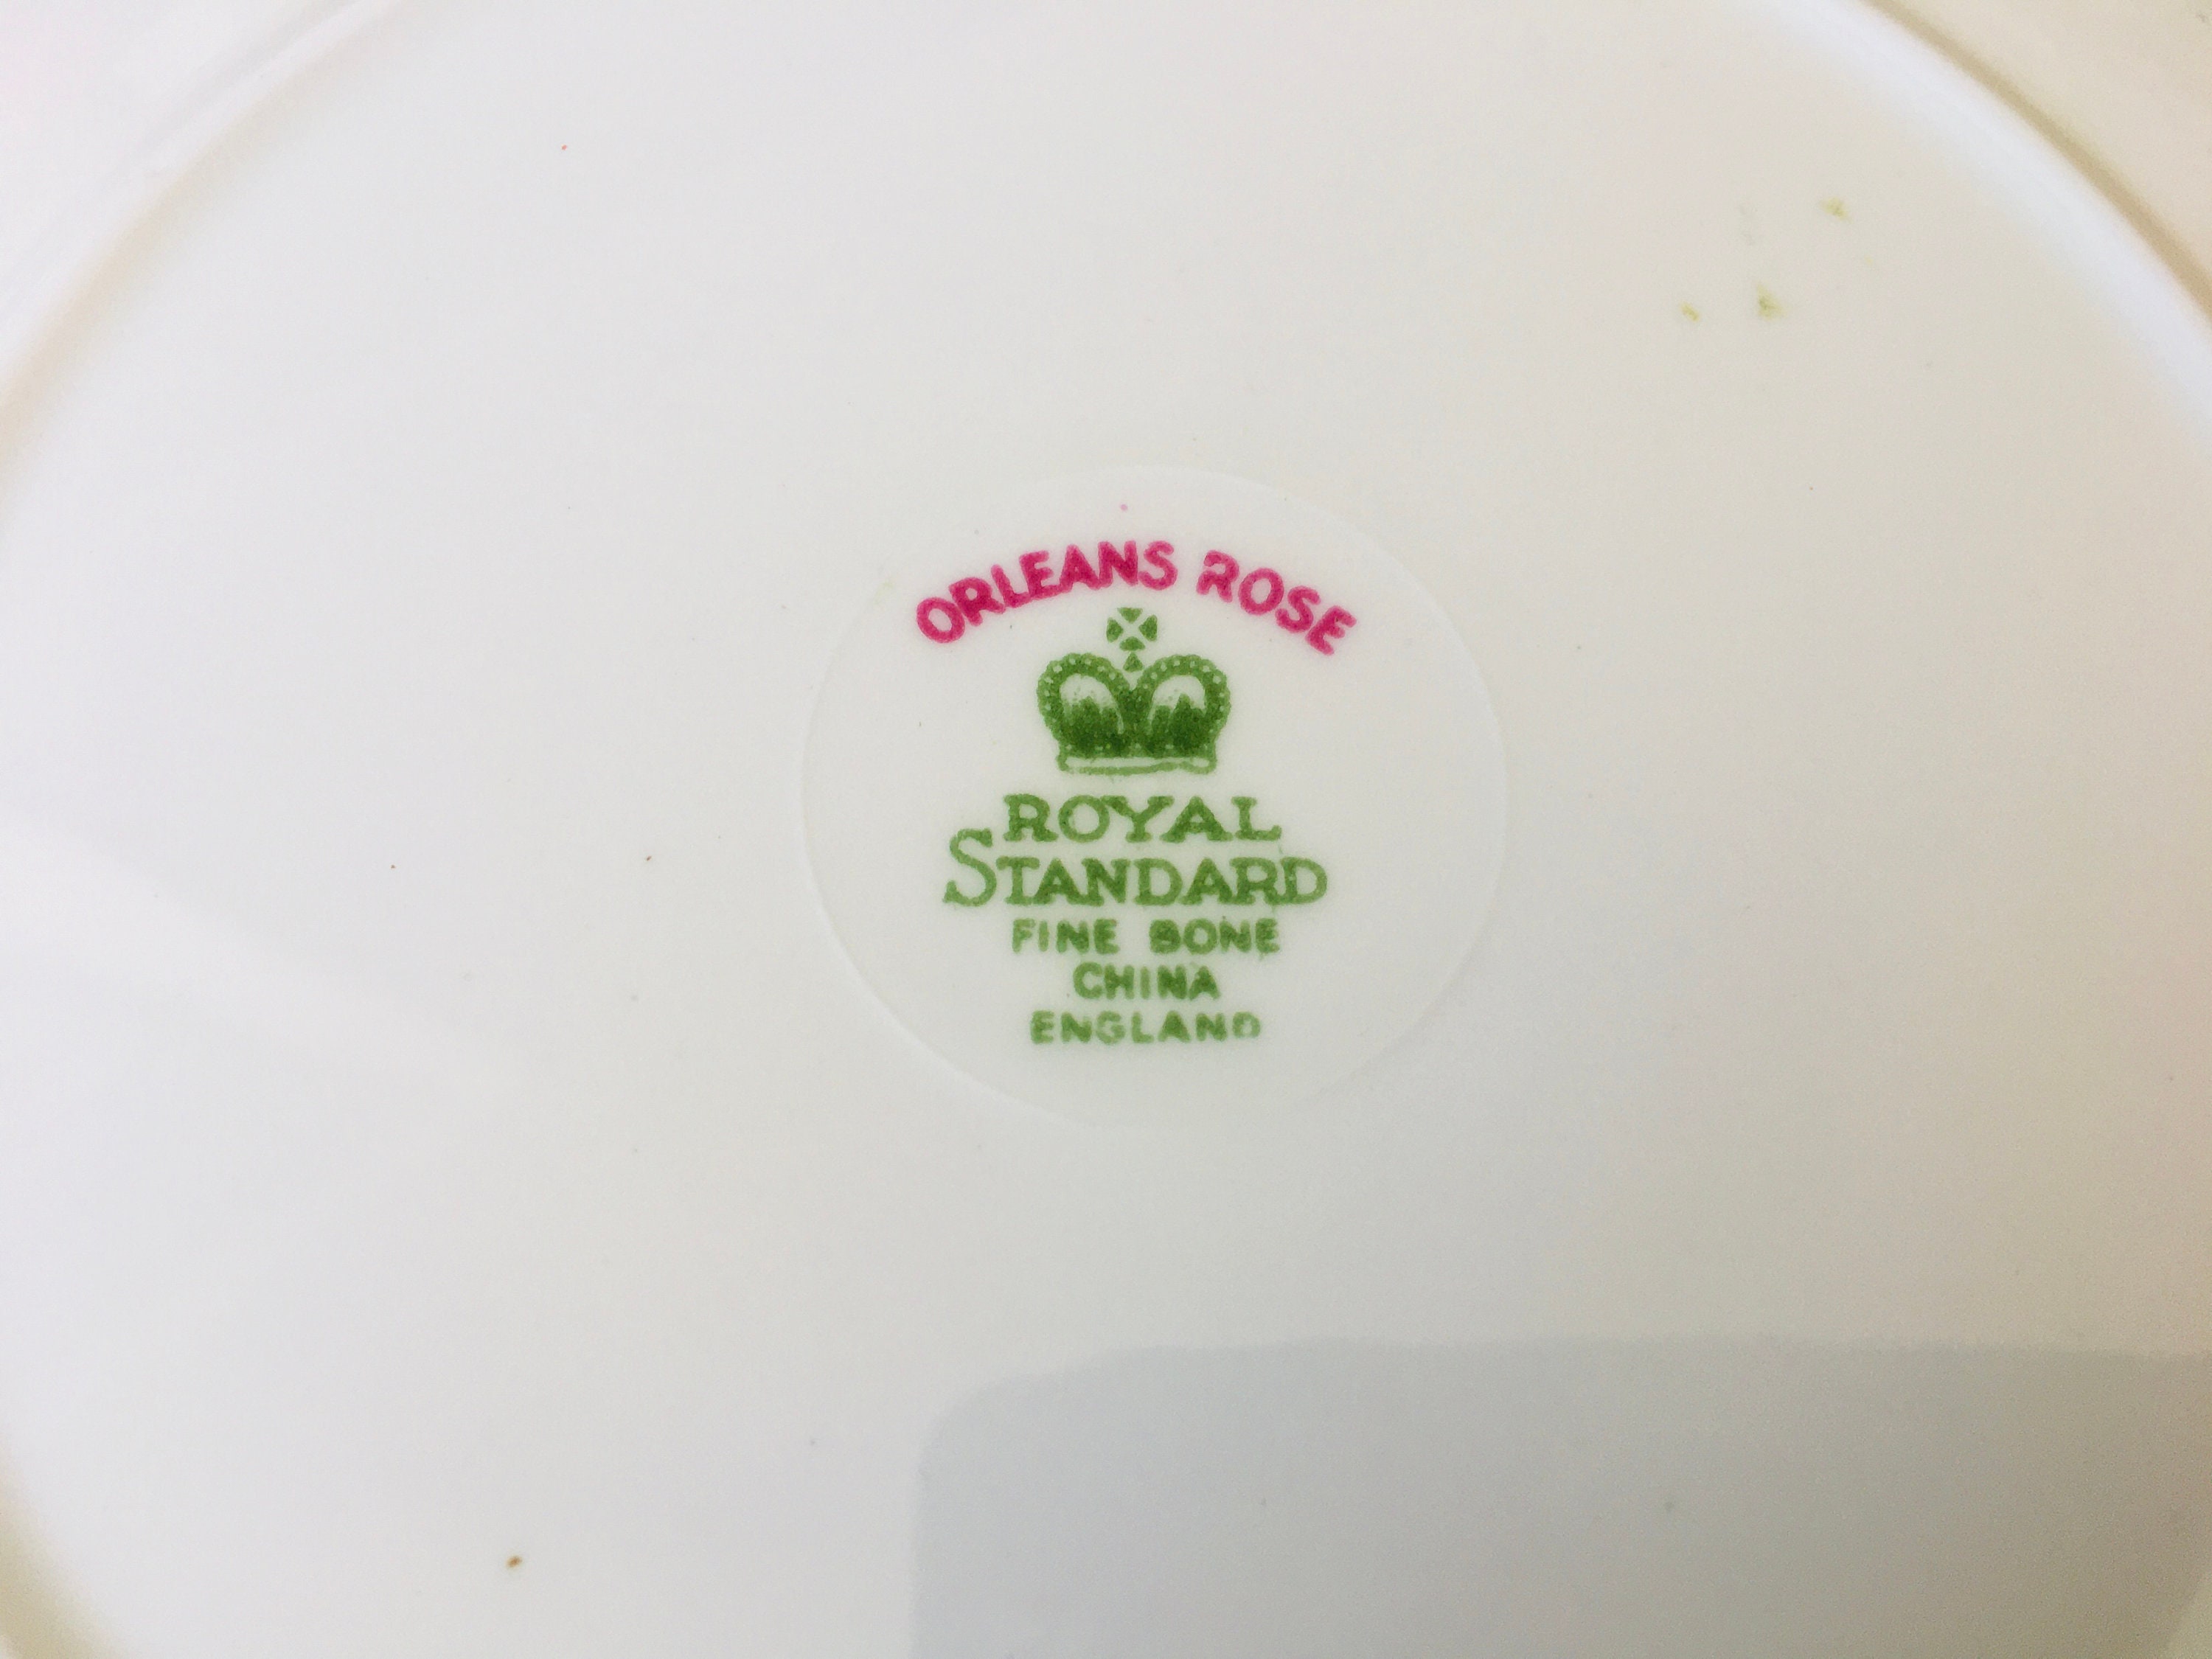 ORLEANS ROSE
ROYAL
STANDARD
FINE BONE
CHINA
ENGLAND